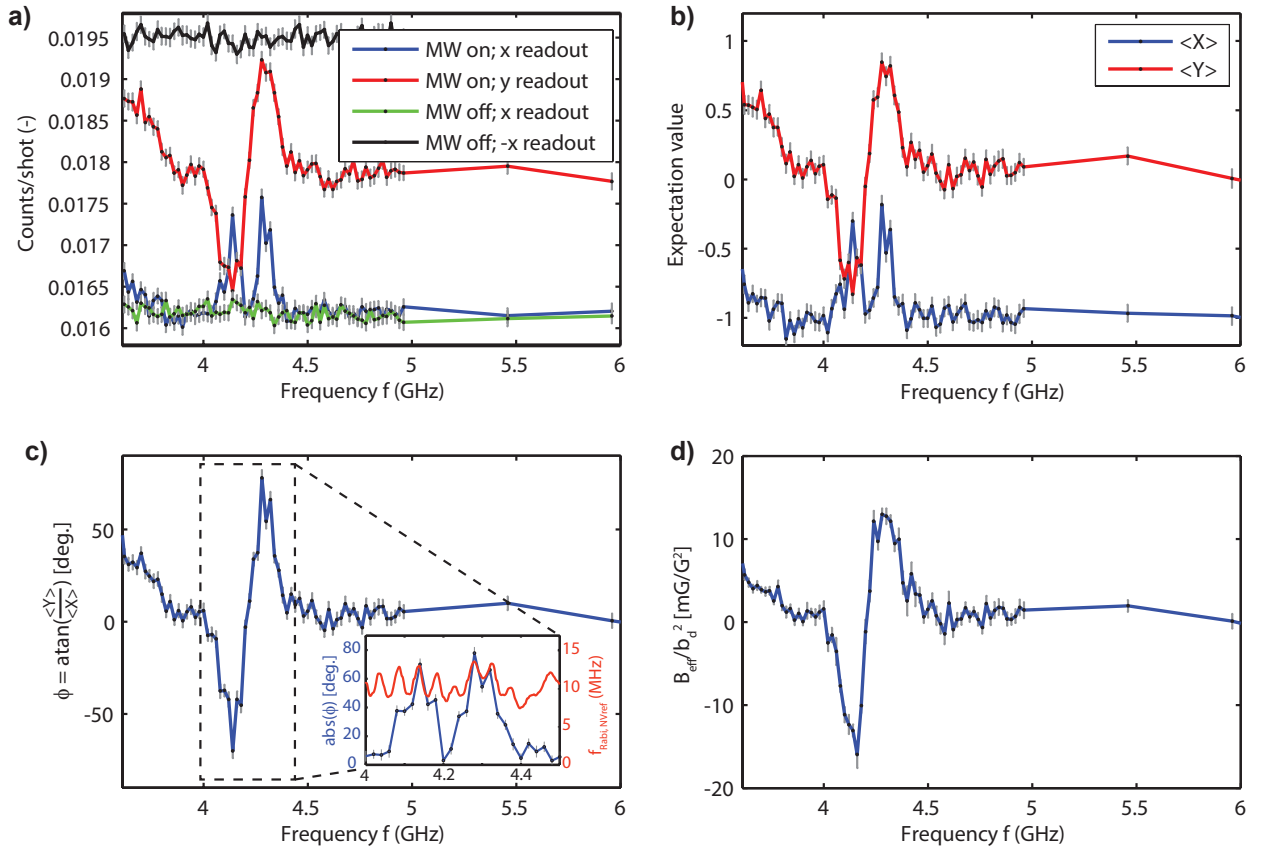 a)
Counts/shot (-)
0.0195
0.019
0.0185
0.018
0.0175
0.017
0.0165
0.016
MW on; x readout
MW on; y readout
MW off; x readout
MW off; -x readout
4
4.5
5
5.5
6
Frequency f (GHz)
b)
Expectation value
1
0.5
0
-0.5
-1
<X>
<Y>
4
4.5
5
5.5
6
Frequency f (GHz)
c)
ϕ = atan(<Y>/<X>) [deg.]
50
0
-50
4
4.5
5
5.5
6
Frequency f (GHz)
abs(ϕ) [deg.]
80
60
40
20
0
15
10
5
0
f_Rabi, NVref (MHz)
4
4.2
4.4
d)
B_eff/b_d^2 [mG/G²]
20
10
0
-10
-20
4
4.5
5
5.5
6
Frequency f (GHz)